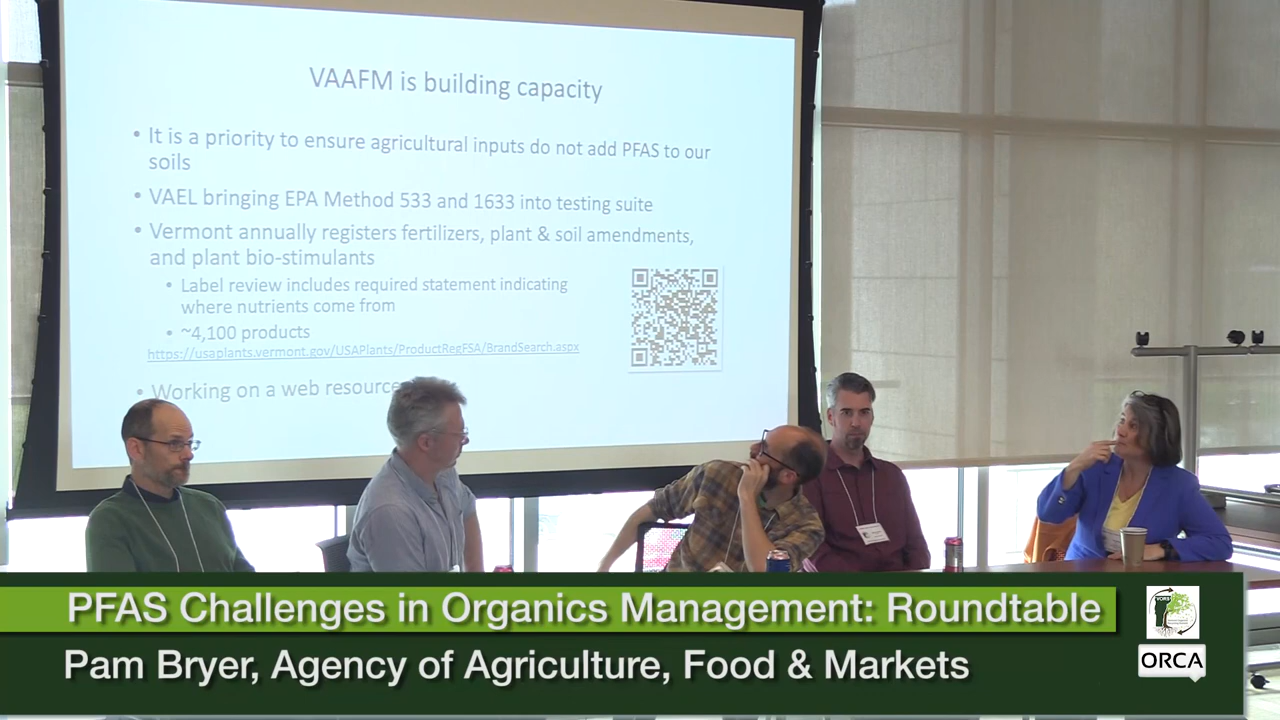 VAAFM is building capacity
• It is a priority to ensure agricultural inputs do not add PFAS to our
soils
• VAEL bringing EPA Method 533 and 1633 into testing suite
• Vermont annually registers fertilizers, plant & soil amendments,
and plant bio-stimulants
• Label review includes required statement indicating
where nutrients come from
• ~4,100 products
https://usaplants.vermont.gov/USAPlants/ProductRegFSA/BrandSearch.aspx
• Working on a web resource
PFAS Challenges in Organics Management: Roundtable
Pam Bryer, Agency of Agriculture, Food & Markets
VORS
ORCA